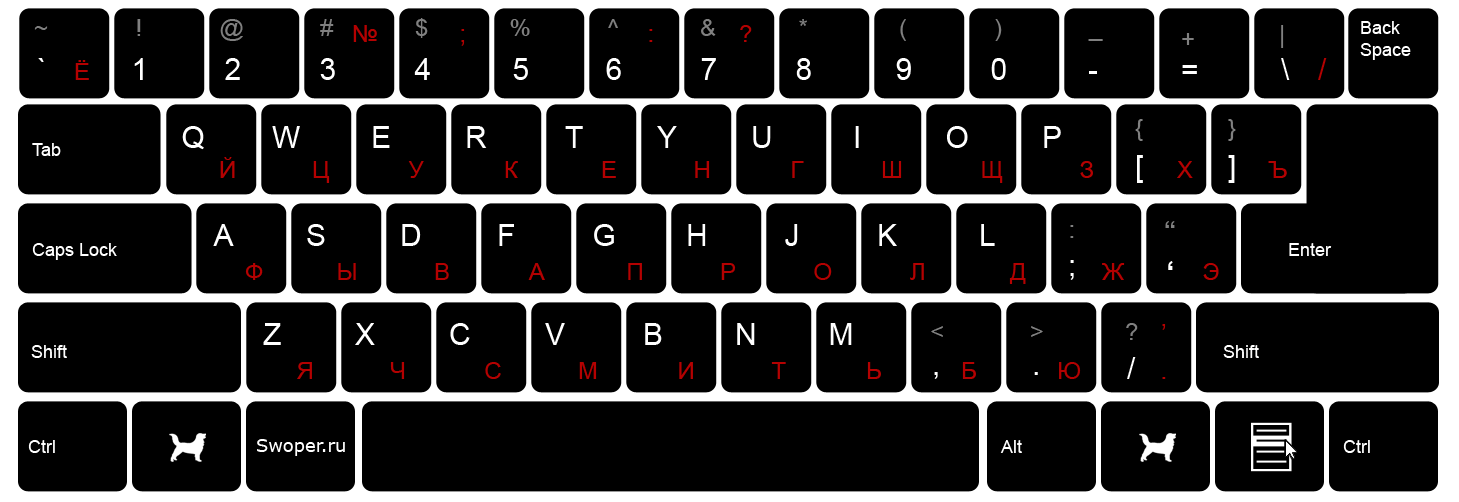 ~ ! @ # № $ ; % ^ : & ? * ( ) _ + | Back
` Ё 1 2 3 4 5 6 7 8 9 0 - = \ / Space
Tab Q Й W Ц E У R К T Е Y Н U Г I Ш O Щ P З { [ Х } ] Ъ
Caps Lock A Ф S Ы D В F А G П H Р J О K Л L Д : ; Ж “ ‘ Э Enter
Shift Z Я X Ч C С V М B И N Т M Ь < , Б > . Ю ? ' / . Shift
Ctrl Swoper.ru Alt Ctrl